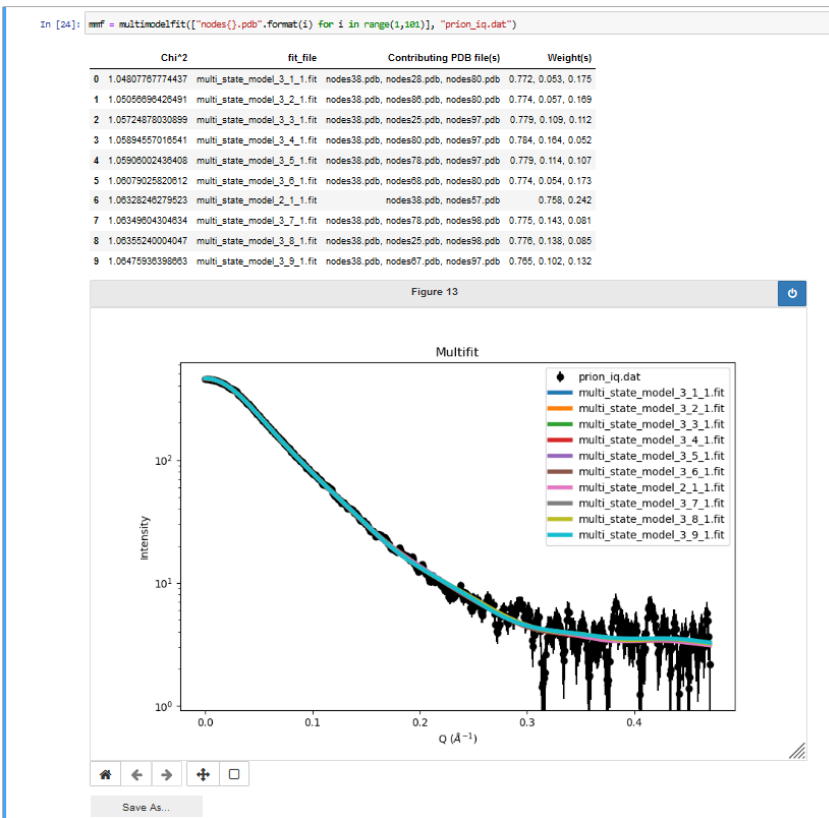 In [24]: mmf = multimodelfit(["nodes{}.pdb".format(i) for i in range(1,101)], "prion_iq.dat")
Chi^2 fit_file Contributing PDB file(s) Weight(s)
0 1.04807767774437 multi_state_model_3_1_1.fit nodes38.pdb, nodes28.pdb, nodes80.pdb 0.772, 0.053, 0.175
1 1.05056696426491 multi_state_model_3_2_1.fit nodes38.pdb, nodes86.pdb, nodes80.pdb 0.774, 0.057, 0.169
2 1.05724878030899 multi_state_model_3_3_1.fit nodes38.pdb, nodes25.pdb, nodes97.pdb 0.779, 0.109, 0.112
3 1.05894557016541 multi_state_model_3_4_1.fit nodes38.pdb, nodes80.pdb, nodes97.pdb 0.784, 0.164, 0.052
4 1.05906002436408 multi_state_model_3_5_1.fit nodes38.pdb, nodes78.pdb, nodes97.pdb 0.779, 0.114, 0.107
5 1.06079025820612 multi_state_model_3_6_1.fit nodes38.pdb, nodes68.pdb, nodes80.pdb 0.774, 0.054, 0.173
6 1.06328246279523 multi_state_model_2_1_1.fit nodes38.pdb, nodes57.pdb 0.758, 0.242
7 1.06349604304634 multi_state_model_3_7_1.fit nodes38.pdb, nodes78.pdb, nodes98.pdb 0.775, 0.143, 0.081
8 1.06355240004047 multi_state_model_3_8_1.fit nodes38.pdb, nodes25.pdb, nodes98.pdb 0.776, 0.138, 0.085
9 1.06475936398663 multi_state_model_3_9_1.fit nodes38.pdb, nodes67.pdb, nodes97.pdb 0.765, 0.102, 0.132
Figure 13
Multifit
prion_iq.dat
multi_state_model_3_1_1.fit
multi_state_model_3_2_1.fit
multi_state_model_3_3_1.fit
multi_state_model_3_4_1.fit
multi_state_model_3_5_1.fit
multi_state_model_3_6_1.fit
multi_state_model_2_1_1.fit
multi_state_model_3_7_1.fit
multi_state_model_3_8_1.fit
multi_state_model_3_9_1.fit
Intensity
10²
10¹
10⁰
0.0 0.1 0.2 0.3 0.4
Q (Å⁻¹)
Save As...